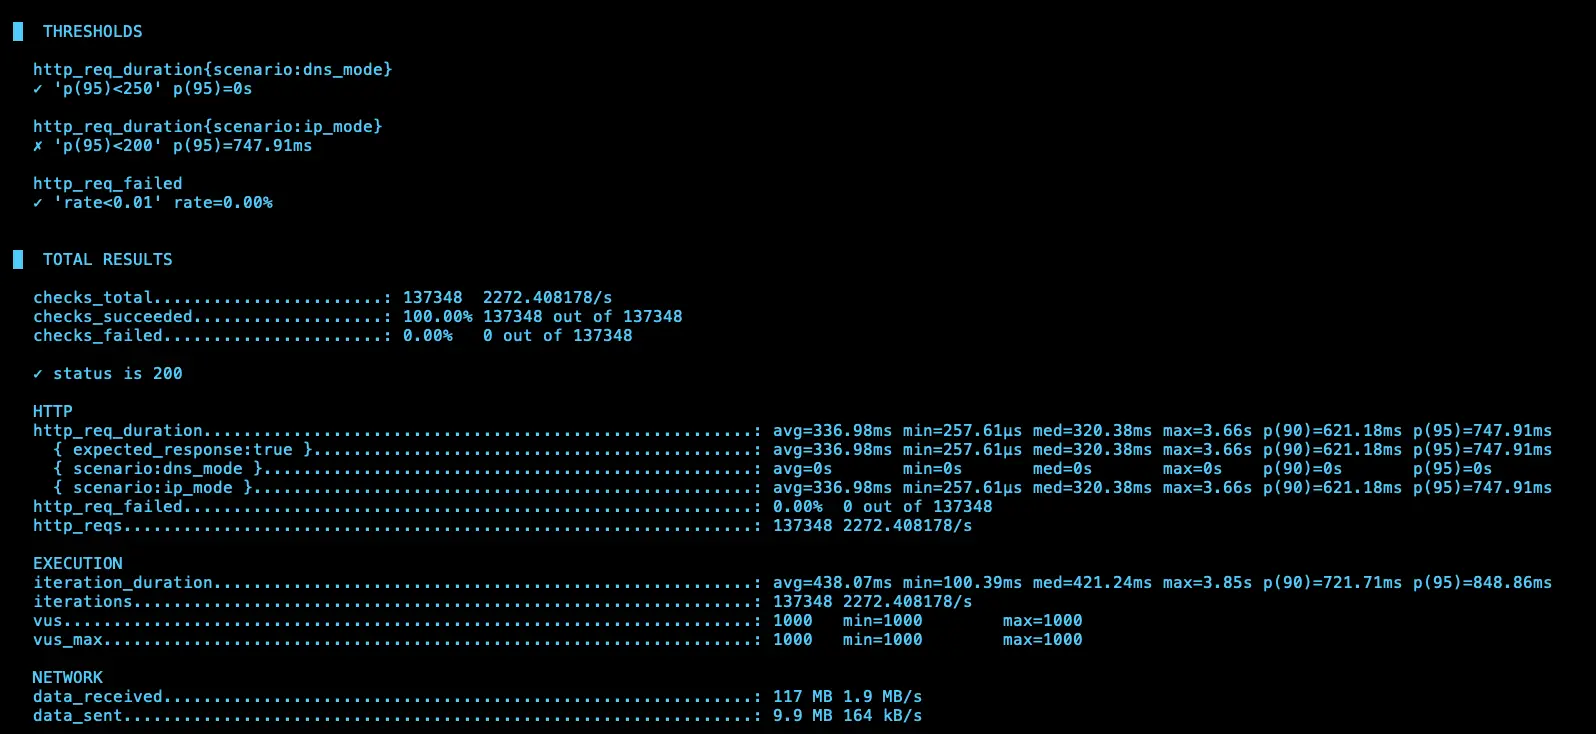 █ THRESHOLDS
http_req_duration{scenario:dns_mode}
✓ 'p(95)<250' p(95)=0s
http_req_duration{scenario:ip_mode}
✗ 'p(95)<200' p(95)=747.91ms
http_req_failed
✓ 'rate<0.01' rate=0.00%
█ TOTAL RESULTS
checks_total.......................: 137348 2272.408178/s
checks_succeeded...................: 100.00% 137348 out of 137348
checks_failed......................: 0.00% 0 out of 137348
✓ status is 200
HTTP
http_req_duration.......................................................: avg=336.98ms min=257.61µs med=320.38ms max=3.66s p(90)=621.18ms p(95)=747.91ms
{ expected_response:true }............................................: avg=336.98ms min=257.61µs med=320.38ms max=3.66s p(90)=621.18ms p(95)=747.91ms
{ scenario:dns_mode }.................................................: avg=0s min=0s med=0s max=0s p(90)=0s p(95)=0s
{ scenario:ip_mode }..................................................: avg=336.98ms min=257.61µs med=320.38ms max=3.66s p(90)=621.18ms p(95)=747.91ms
http_req_failed.........................................................: 0.00% 0 out of 137348
http_reqs...............................................................: 137348 2272.408178/s
EXECUTION
iteration_duration......................................................: avg=438.07ms min=100.39ms med=421.24ms max=3.85s p(90)=721.71ms p(95)=848.86ms
iterations..............................................................: 137348 2272.408178/s
vus.....................................................................: 1000 min=1000 max=1000
vus_max.................................................................: 1000 min=1000 max=1000
NETWORK
data_received...........................................................: 117 MB 1.9 MB/s
data_sent...............................................................: 9.9 MB 164 kB/s